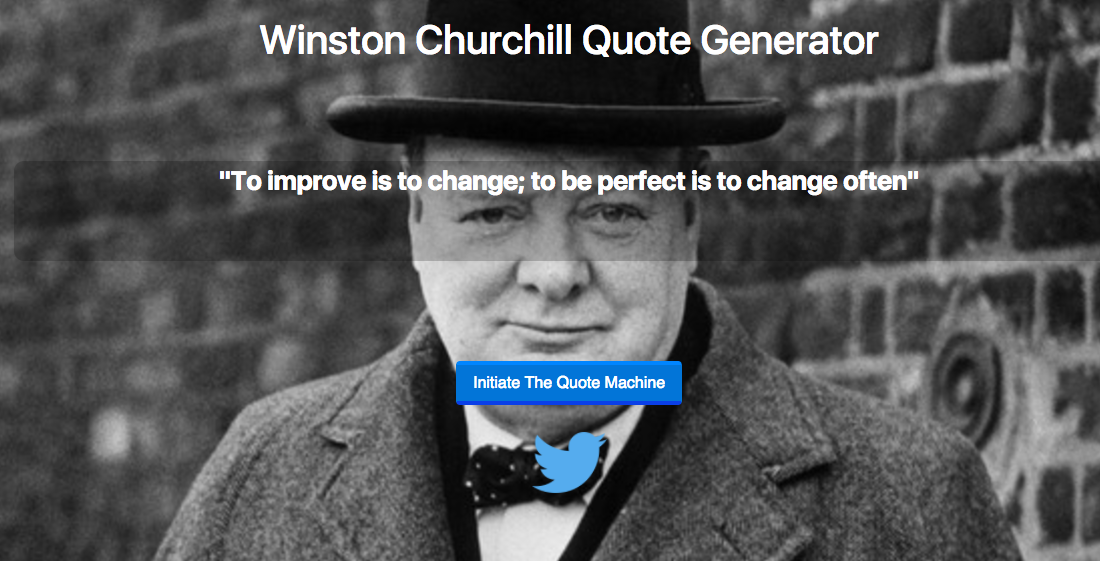 Winston Churchill Quote Generator
"To improve is to change; to be perfect is to change often"
Initiate The Quote Machine